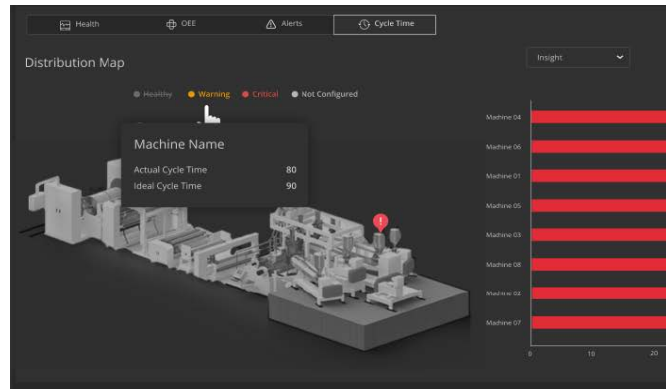 Health
OEE
Alerts
Cycle Time
Distribution Map
Insight
Healthy
Warning
Critical
Not Configured
Machine Name
Actual Cycle Time 80
Ideal Cycle Time 90
Machine 04
Machine 06
Machine 01
Machine 05
Machine 03
Machine 08
Machine 07
0 10 20